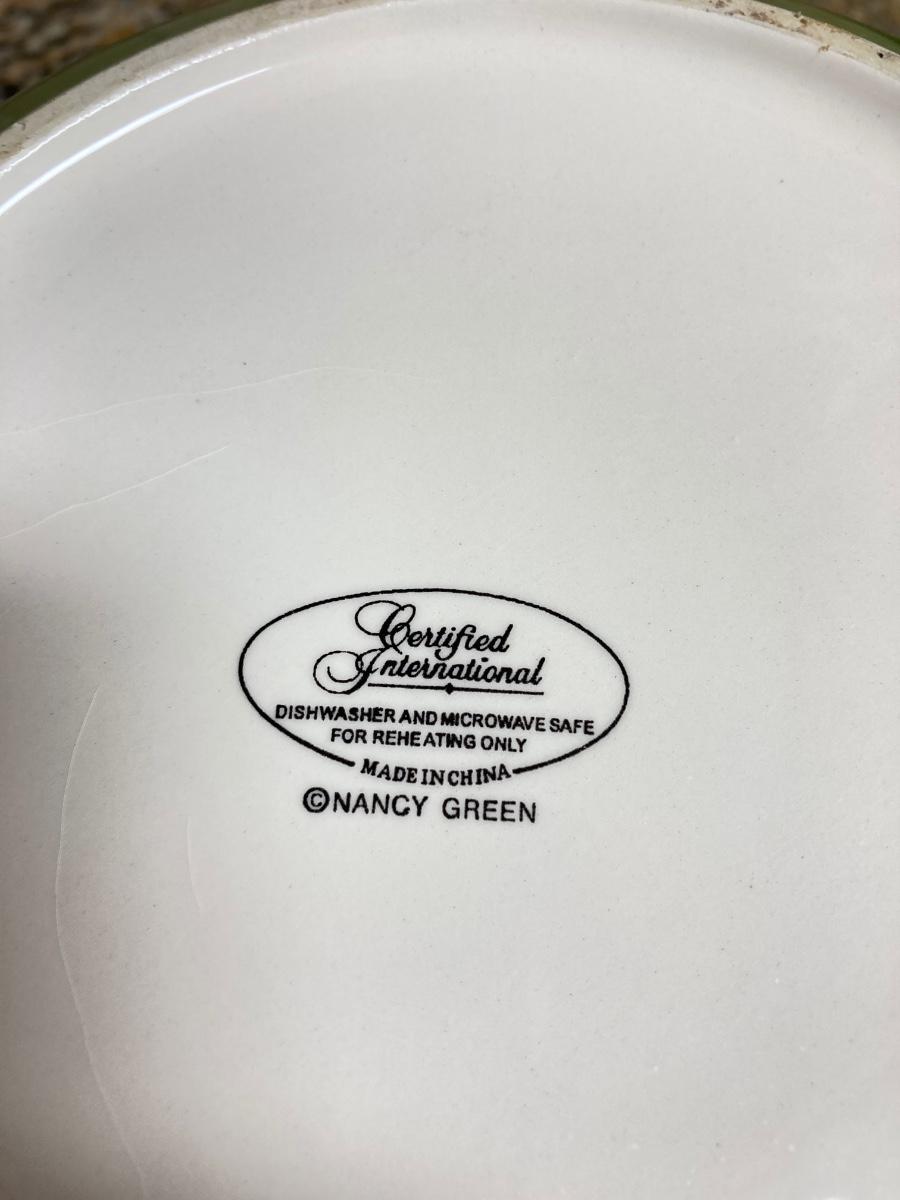 Certified
International
DISHWASHER AND MICROWAVE SAFE
FOR REHEATING ONLY
MADE IN CHINA
©NANCY GREEN